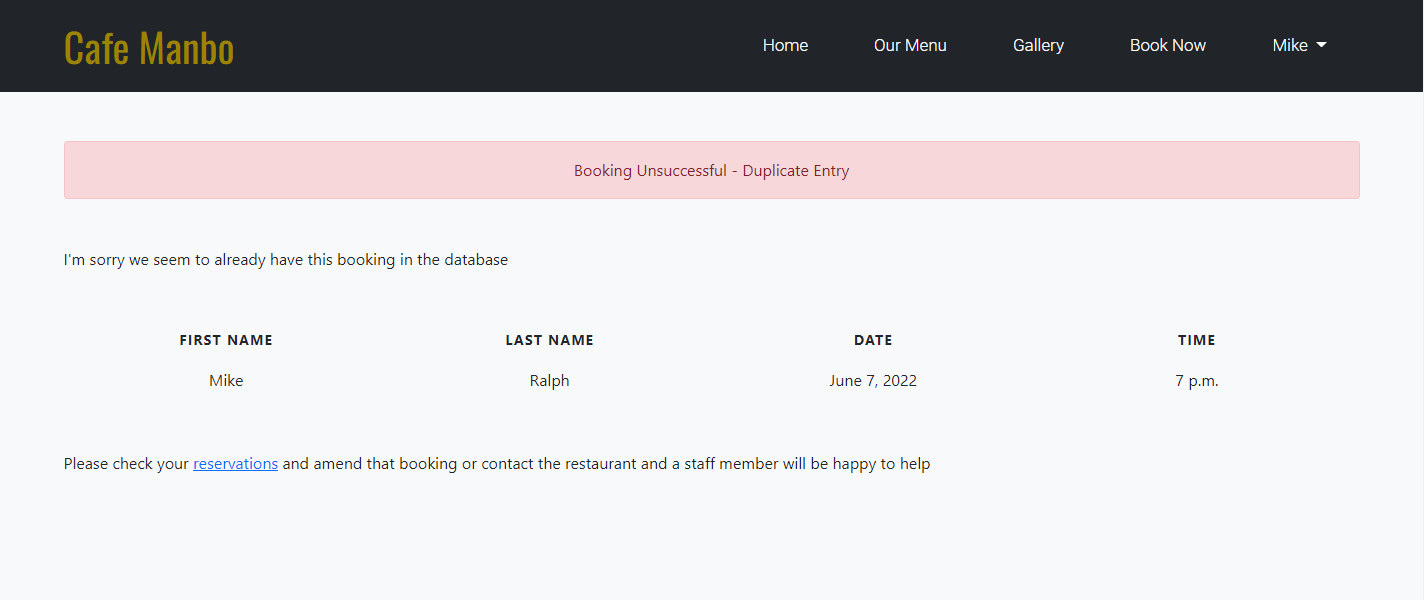 Cafe Manbo Home Our Menu Gallery Book Now Mike
Booking Unsuccessful - Duplicate Entry
I'm sorry we seem to already have this booking in the database
FIRST NAME LAST NAME DATE TIME
Mike Ralph June 7, 2022 7 p.m.
Please check your reservations and amend that booking or contact the restaurant and a staff member will be happy to help